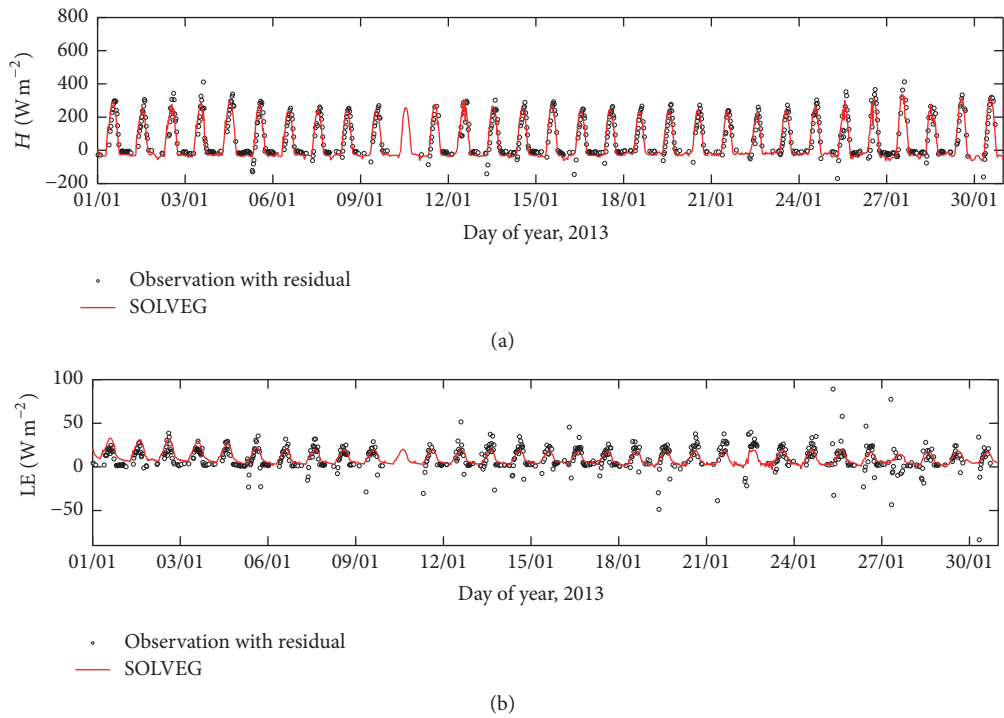 800
600
400
200
0
−200
H (W m−2)
01/01 03/01 06/01 09/01 12/01 15/01 18/01 21/01 24/01 27/01 30/01
Day of year, 2013
Observation with residual
SOLVEG
(a)
100
50
0
−50
LE (W m−2)
01/01 03/01 06/01 09/01 12/01 15/01 18/01 21/01 24/01 27/01 30/01
Day of year, 2013
Observation with residual
SOLVEG
(b)